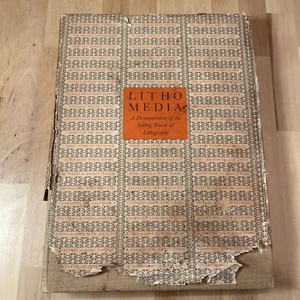 LITHO
MEDIA
A Demonstration of the
Selling Power of
Lithography